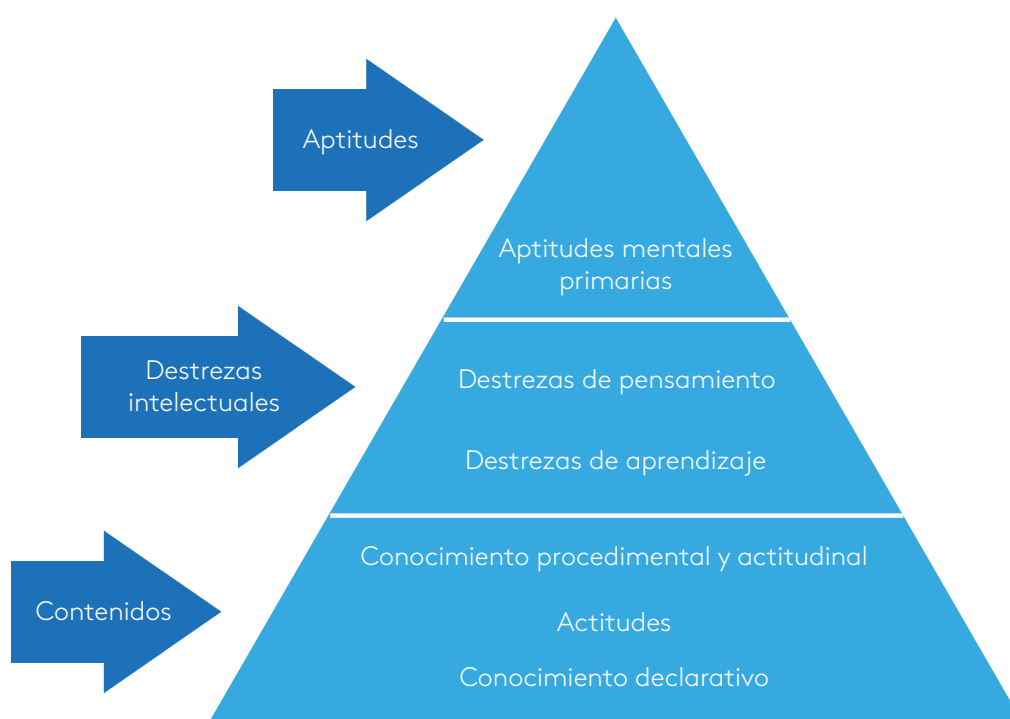 Aptitudes
Aptitudes mentales
primarias
Destrezas
intelectuales
Destrezas de pensamiento
Destrezas de aprendizaje
Contenidos
Conocimiento procedimental y actitudinal
Actitudes
Conocimiento declarativo